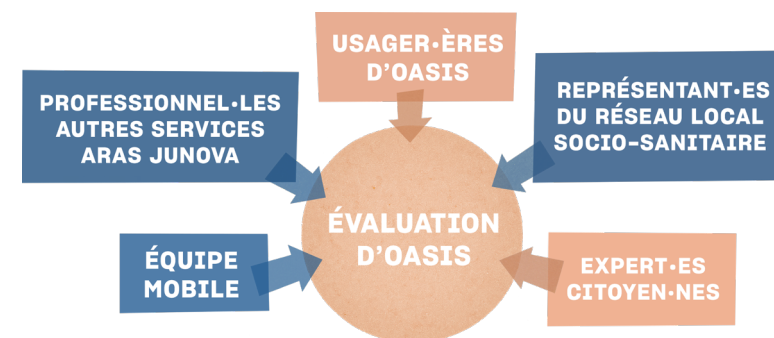 USAGER·ÈRES
D'OASIS
PROFESSIONNEL·LES
AUTRES SERVICES
ARAS JUNOVA
REPRÉSENTANT·ES
DU RÉSEAU LOCAL
SOCIO-SANITAIRE
ÉVALUATION
D'OASIS
ÉQUIPE
MOBILE
EXPERT·ES
CITOYEN·NES